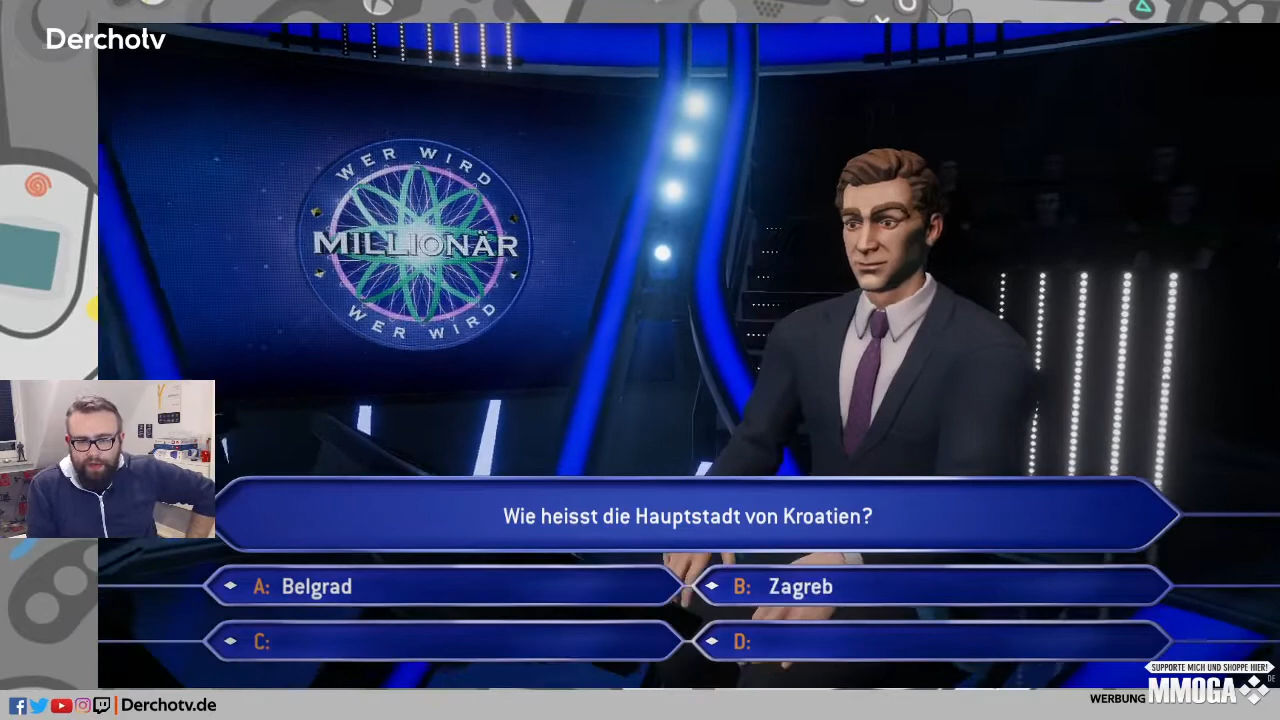 Derchotv
WER WIRD
MILLIONÄR
WER WIRD
Wie heisst die Hauptstadt von Kroatien?
A: Belgrad
B: Zagreb
C:
D:
SUPPORTE MICH UND SHOPPE HIER!
Derchotv.de
WERBUNG MMOGA DE